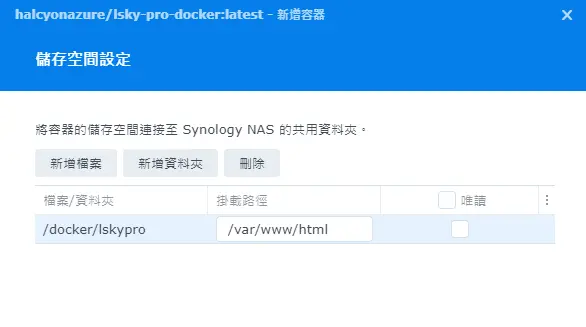 halcyonazure/lsky-pro-docker:latest - 新增容器
儲存空間設定
將容器的儲存空間連接至 Synology NAS 的共用資料夾。
新增檔案 新增資料夾 刪除
檔案/資料夾 掛載路徑 唯讀
/docker/lskypro /var/www/html